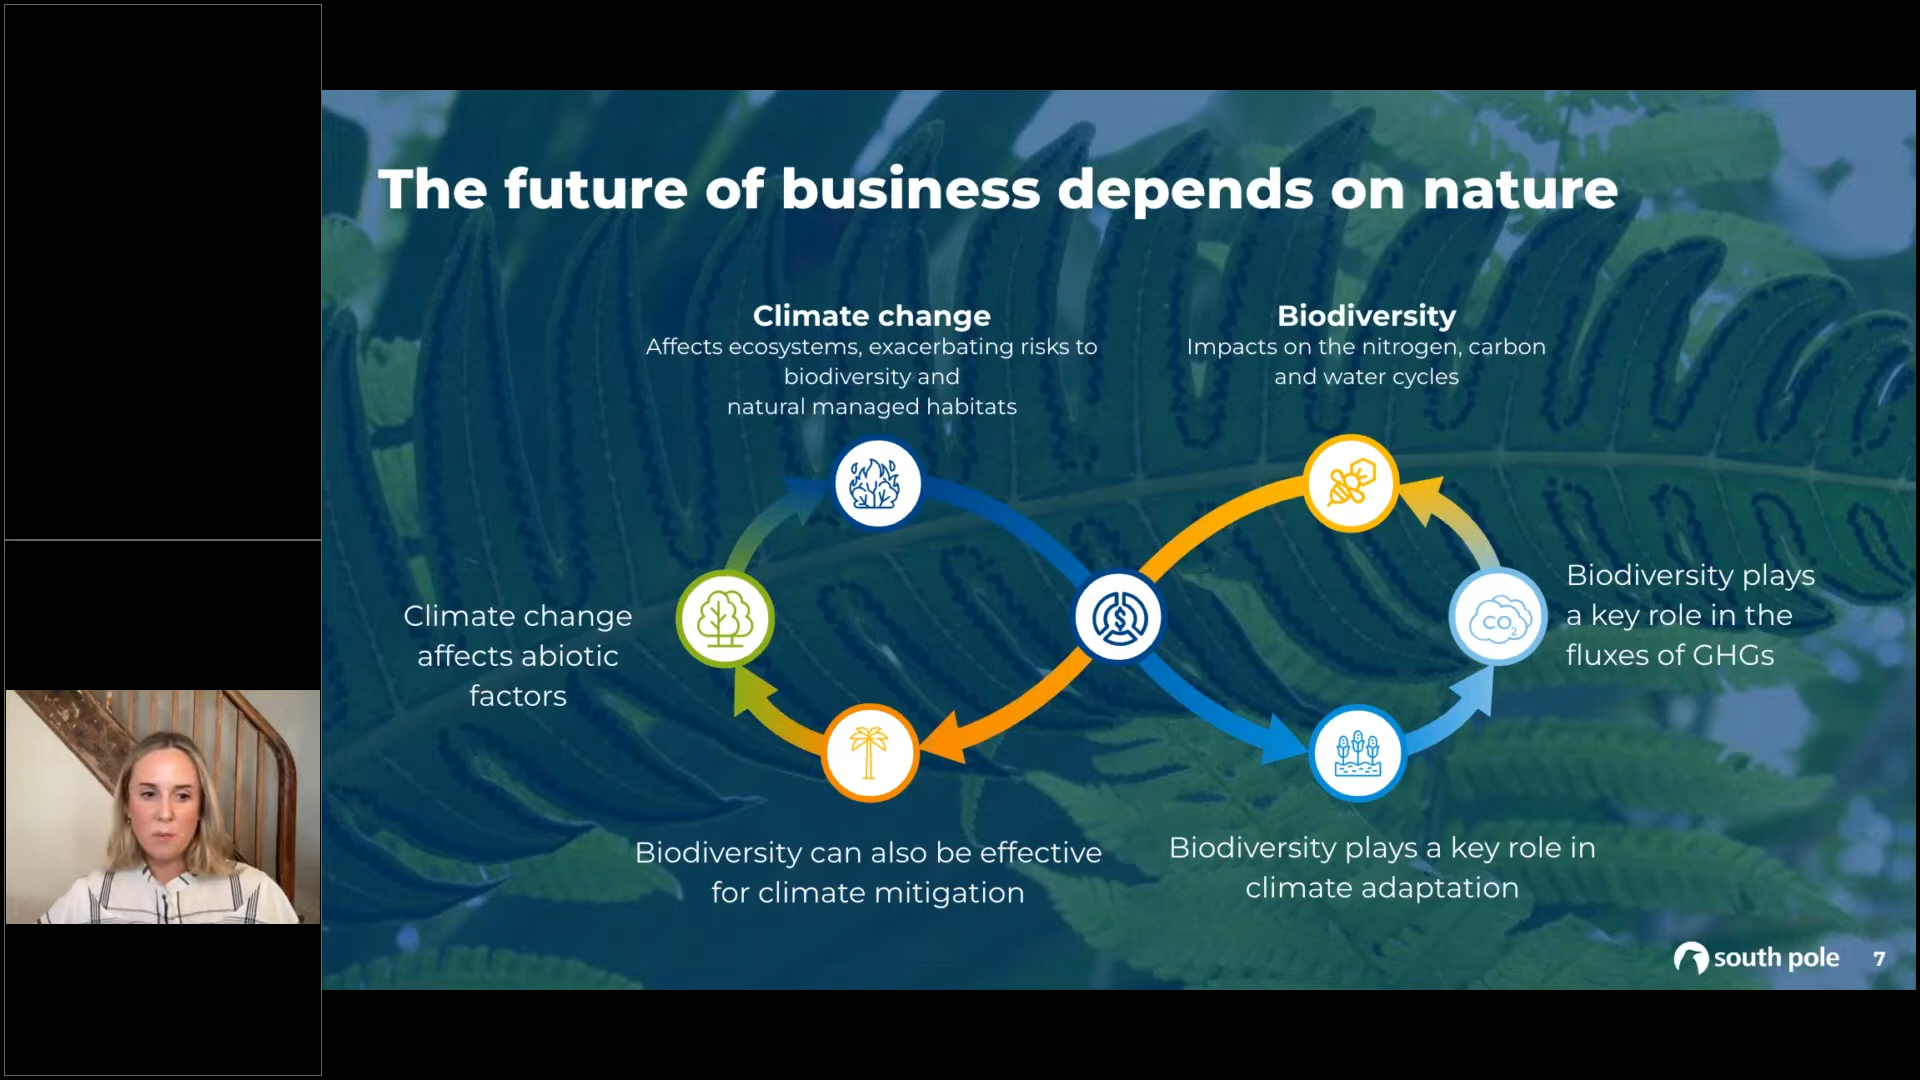 The future of business depends on nature
Climate change
Affects ecosystems, exacerbating risks to
biodiversity and
natural managed habitats
Biodiversity
Impacts on the nitrogen, carbon
and water cycles
Climate change
affects abiotic
factors
$
CO2
Biodiversity plays
a key role in the
fluxes of GHGs
Biodiversity can also be effective
for climate mitigation
Biodiversity plays a key role in
climate adaptation
south pole
7